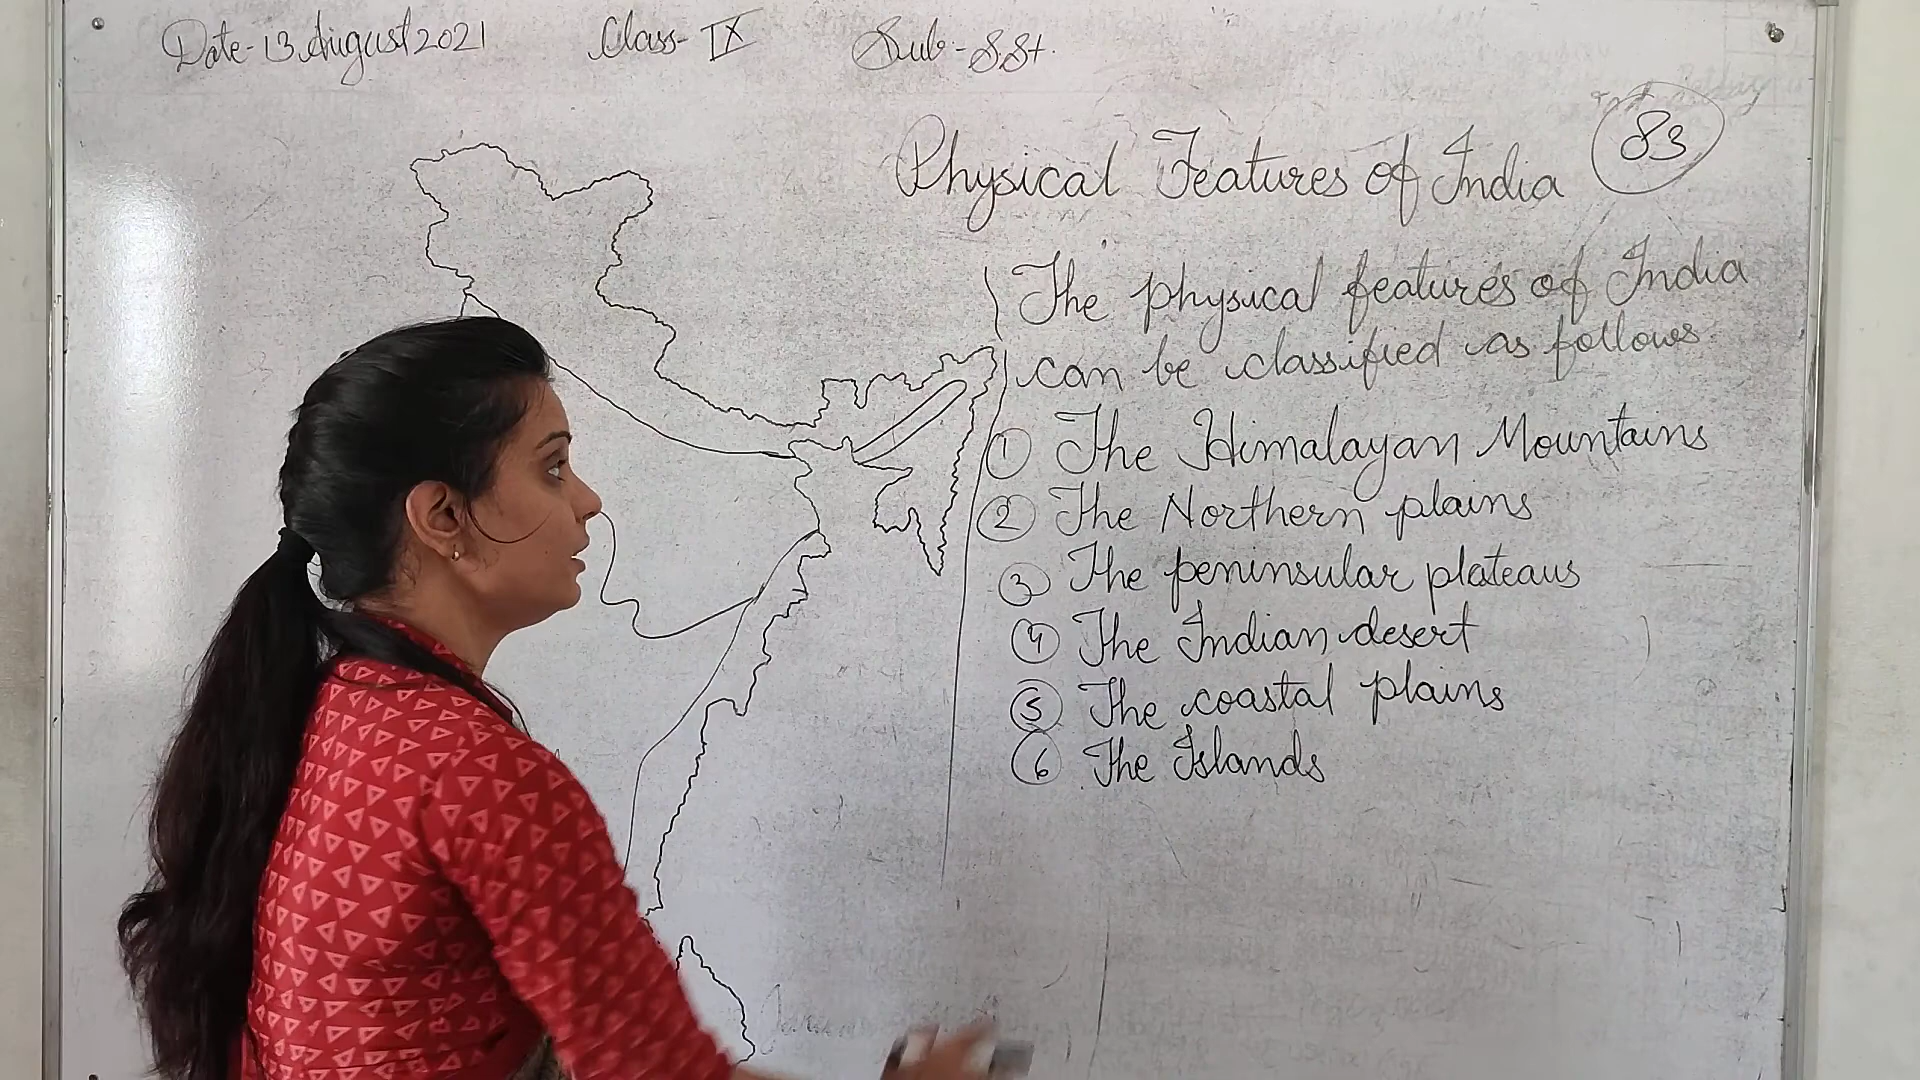 Date-13 August 2021 Class- IX Sub- S.St.
Physical Features of India 83
The physical features of India
can be classified as follows.
1 The Himalayan Mountains
2 The Northern plains
3 The peninsular plateaus
4 The Indian desert
5 The coastal plains
6 The Islands